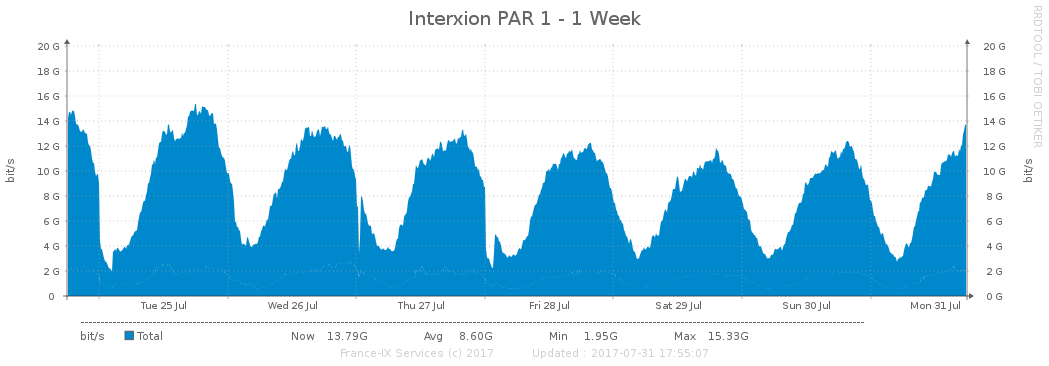 Interxion PAR 1 - 1 Week
RRDTOOL / TOBI OETIKER
20 G 20 G
18 G 18 G
16 G 16 G
14 G 14 G
12 G 12 G
10 G 10 G
8 G 8 G
6 G 6 G
4 G 4 G
2 G 2 G
0 0 G
bit/s bit/s
Tue 25 Jul Wed 26 Jul Thu 27 Jul Fri 28 Jul Sat 29 Jul Sun 30 Jul Mon 31 Jul
bit/s Total Now 13.79G Avg 8.60G Min 1.95G Max 15.33G
France-IX Services (c) 2017 Updated : 2017-07-31 17:55:07